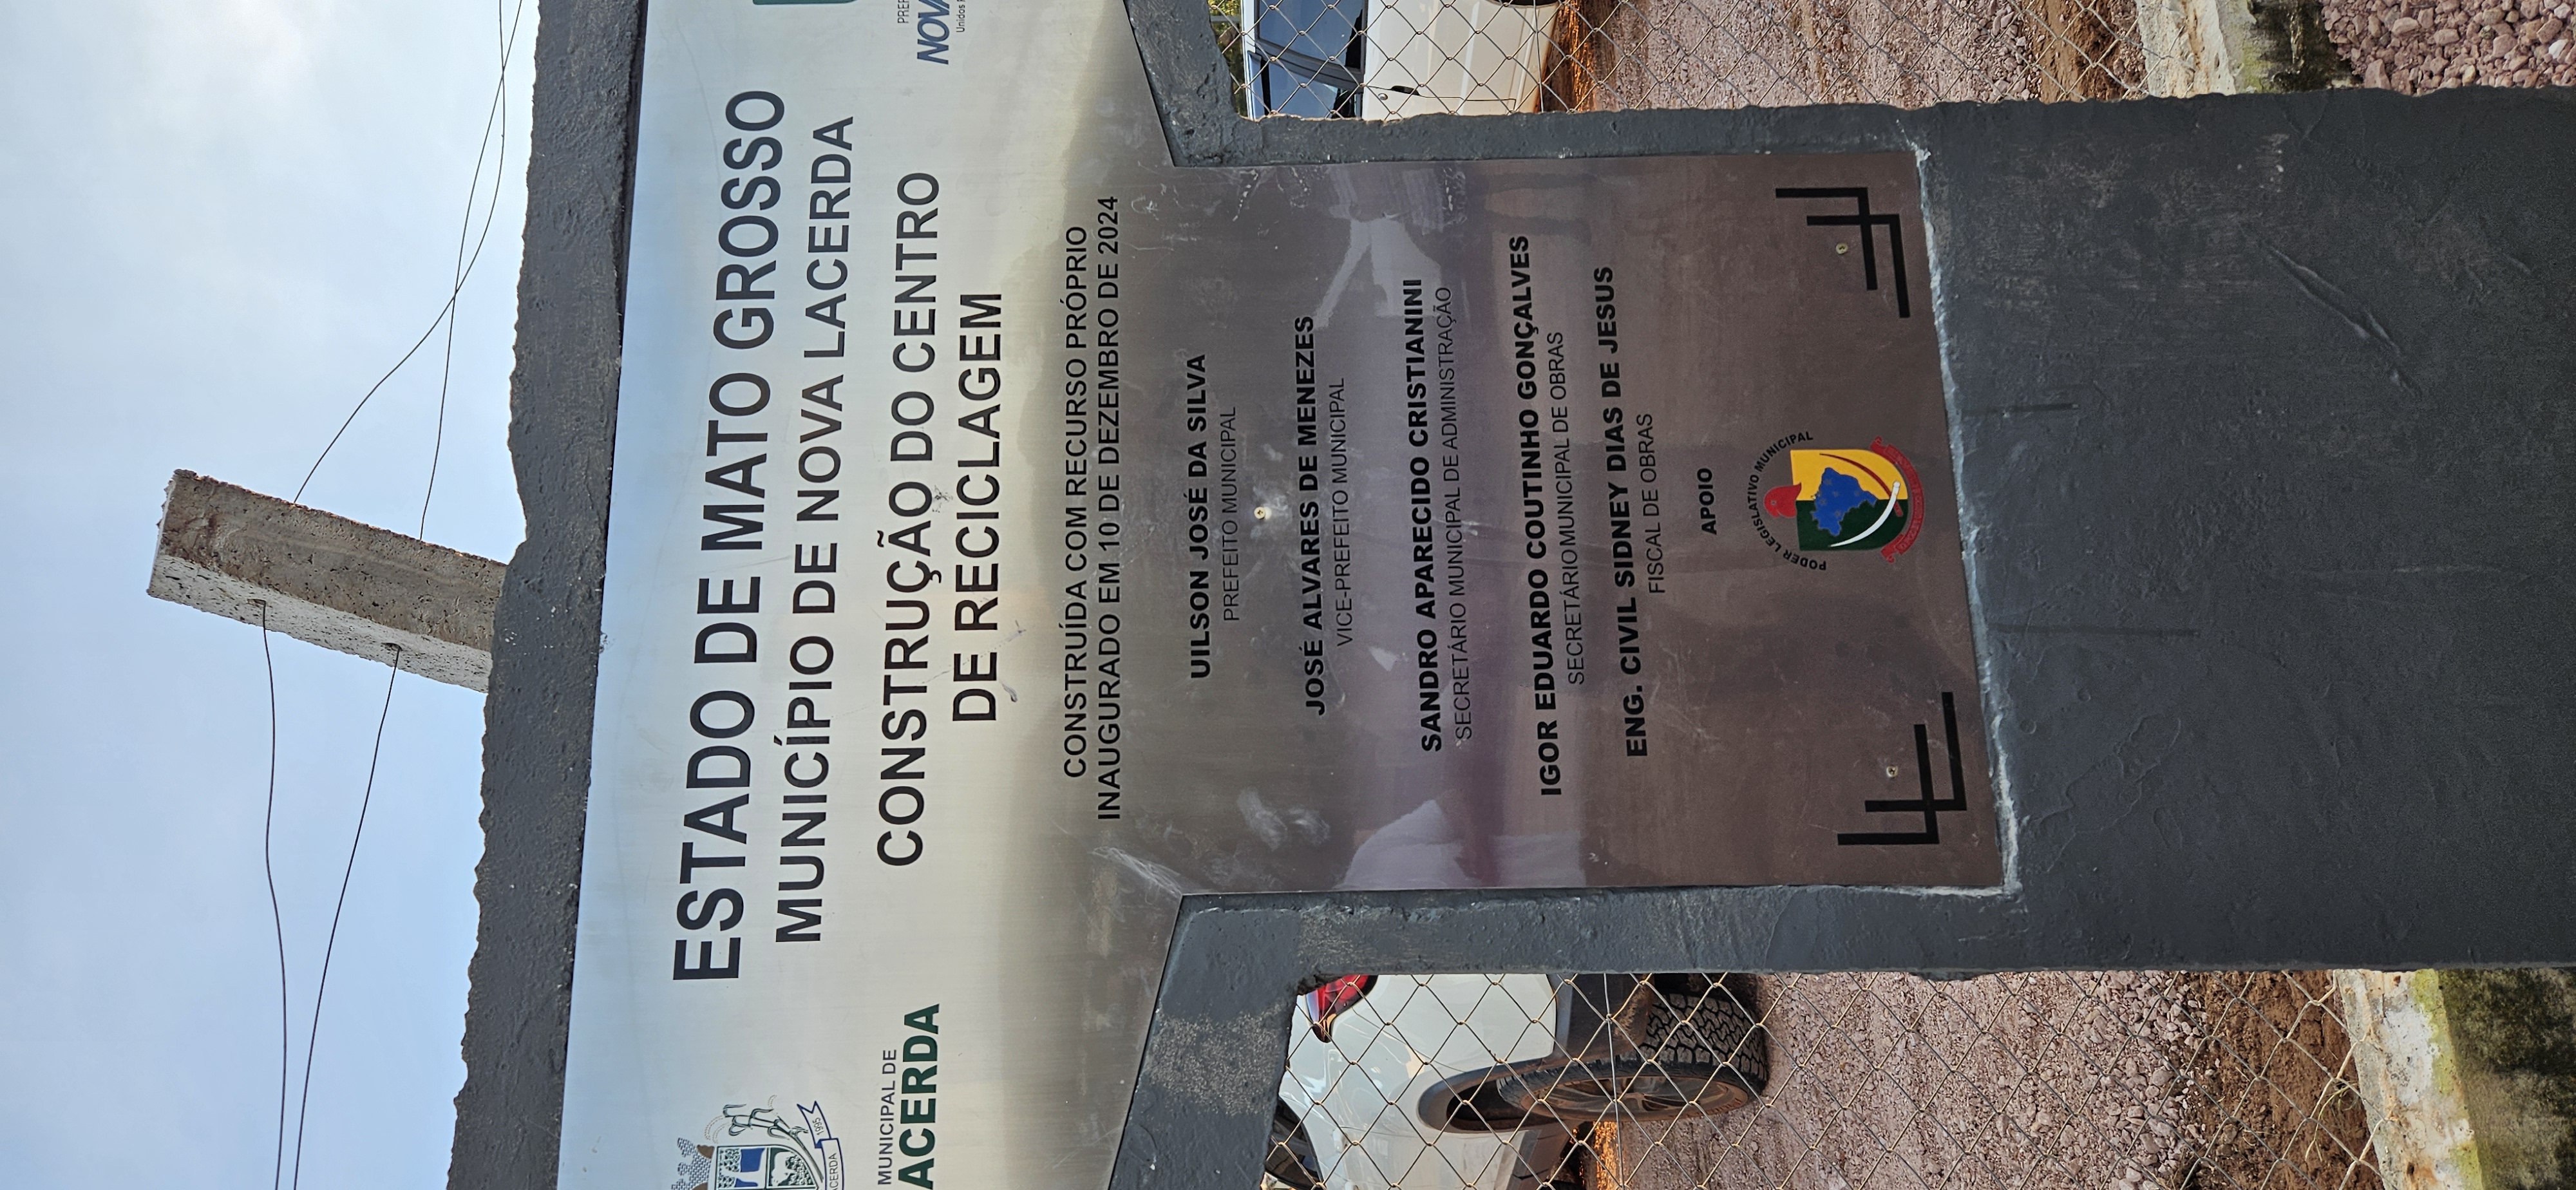 ESTADO DE MATO GROSSO
MUNICÍPIO DE NOVA LACERDA
MUNICIPAL DE
ACERDA
NOVA
CONSTRUÇÃO DO CENTRO
DE RECICLAGEM
CONSTRUÍDA COM RECURSO PRÓPRIO
INAUGURADO EM 10 DE DEZEMBRO DE 2024
UILSON JOSÉ DA SILVA
PREFEITO MUNICIPAL
JOSÉ ALVARES DE MENEZES
VICE-PREFEITO MUNICIPAL
SANDRO APARECIDO CRISTIANINI
SECRETÁRIO MUNICIPAL DE ADMINISTRAÇÃO
IGOR EDUARDO COUTINHO GONÇALVES
SECRETÁRIO MUNICIPAL DE OBRAS
ENG. CIVIL SIDNEY DIAS DE JESUS
FISCAL DE OBRAS
APOIO
PODER LEGISLATIVO MUNICIPAL